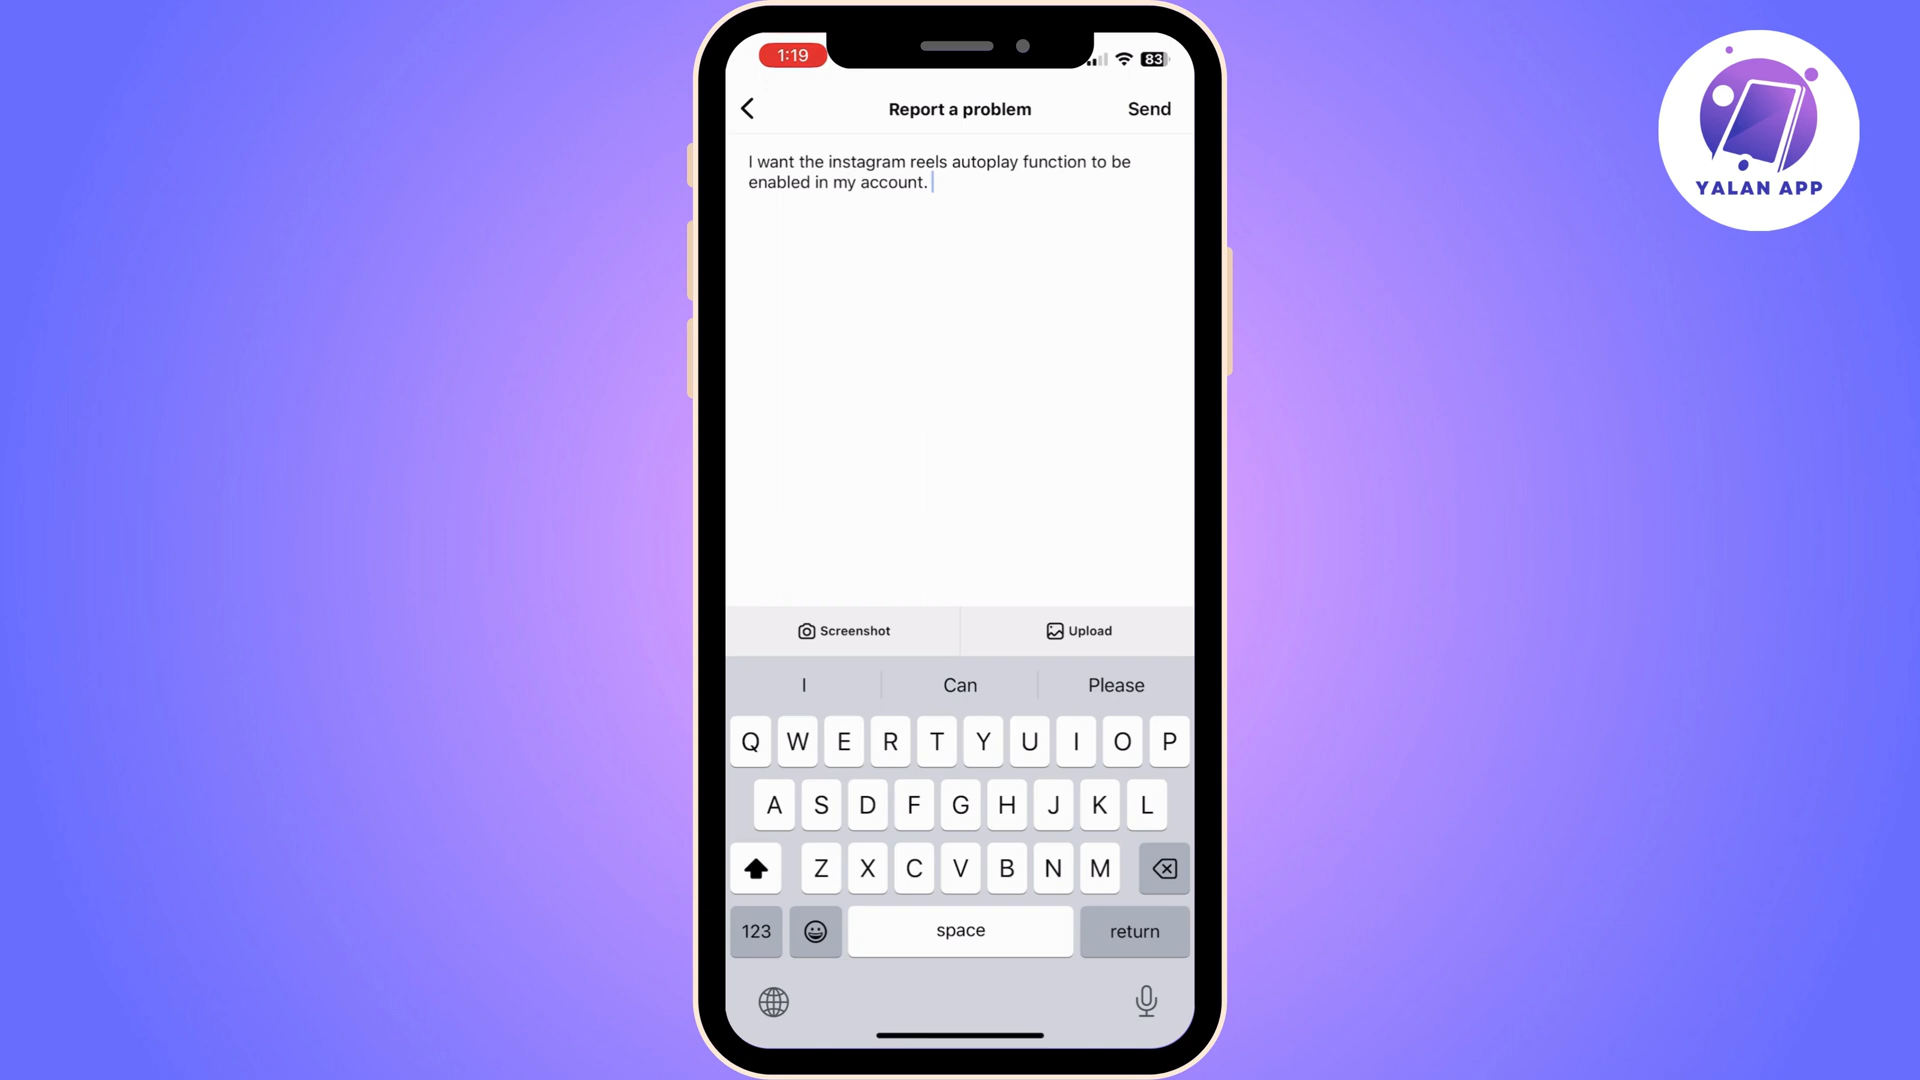 1:19
83
Report a problem
Send
I want the instagram reels autoplay function to be
enabled in my account.
Screenshot
Upload
I
Can
Please
Q W E R T Y U I O P
A S D F G H J K L
Z X C V B N M
123
space
return
YALAN APP